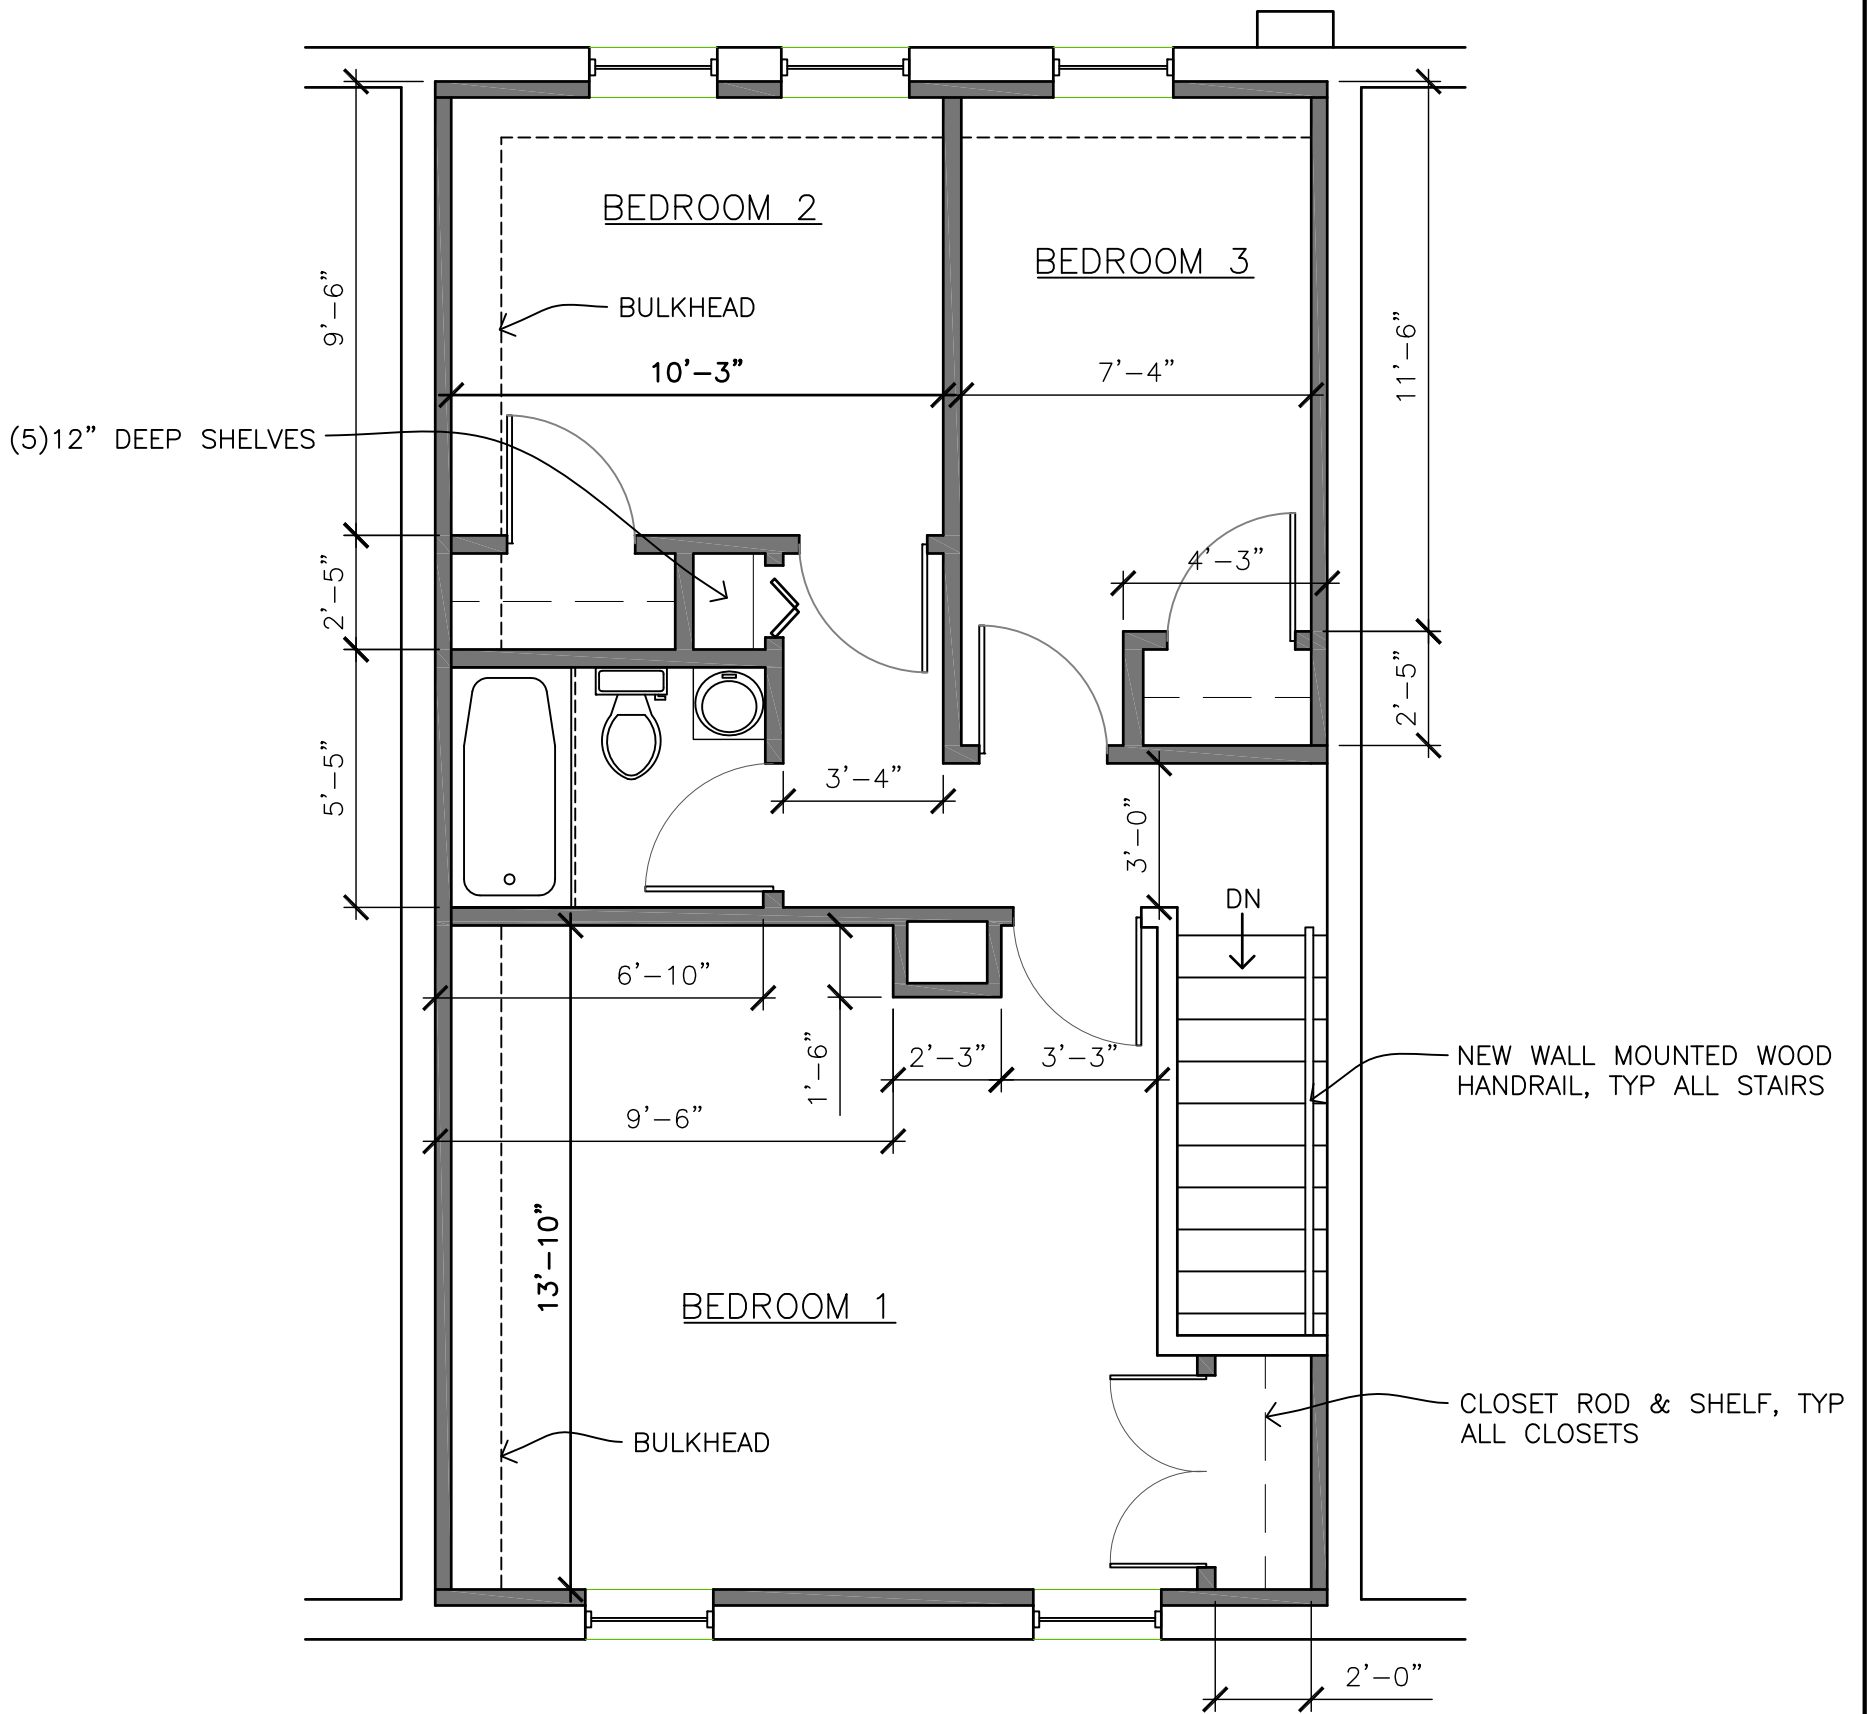 BEDROOM 2
BEDROOM 3
9'-6"
BULKHEAD
10'-3"
7'-4"
11'-6"
(5)12" DEEP SHELVES
4'-3"
2'-5"
2'-5"
5'-5"
3'-4"
3'-0"
DN
6'-10"
1'-6"
2'-3"
3'-3"
NEW WALL MOUNTED WOOD
HANDRAIL, TYP ALL STAIRS
9'-6"
13'-10"
BEDROOM 1
CLOSET ROD & SHELF, TYP
ALL CLOSETS
BULKHEAD
2'-0"